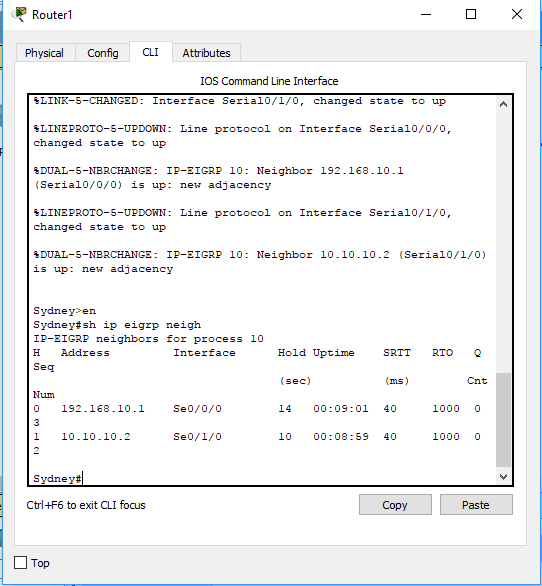 Router1
Physical Config CLI Attributes
IOS Command Line Interface
%LINK-5-CHANGED: Interface Serial0/1/0, changed state to up
%LINEPROTO-5-UPDOWN: Line protocol on Interface Serial0/0/0,
changed state to up
%DUAL-5-NBRCHANGE: IP-EIGRP 10: Neighbor 192.168.10.1
(Serial0/0/0) is up: new adjacency
%LINEPROTO-5-UPDOWN: Line protocol on Interface Serial0/1/0,
changed state to up
%DUAL-5-NBRCHANGE: IP-EIGRP 10: Neighbor 10.10.10.2 (Serial0/1/0)
is up: new adjacency
Sydney>en
Sydney#sh ip eigrp neigh
IP-EIGRP neighbors for process 10
H Address Interface Hold Uptime SRTT RTO Q
Seq
(sec) (ms) Cnt
Num
0 192.168.10.1 Se0/0/0 14 00:09:01 40 1000 0
3
1 10.10.10.2 Se0/1/0 10 00:08:59 40 1000 0
2
Sydney#
Ctrl+F6 to exit CLI focus Copy Paste
Top